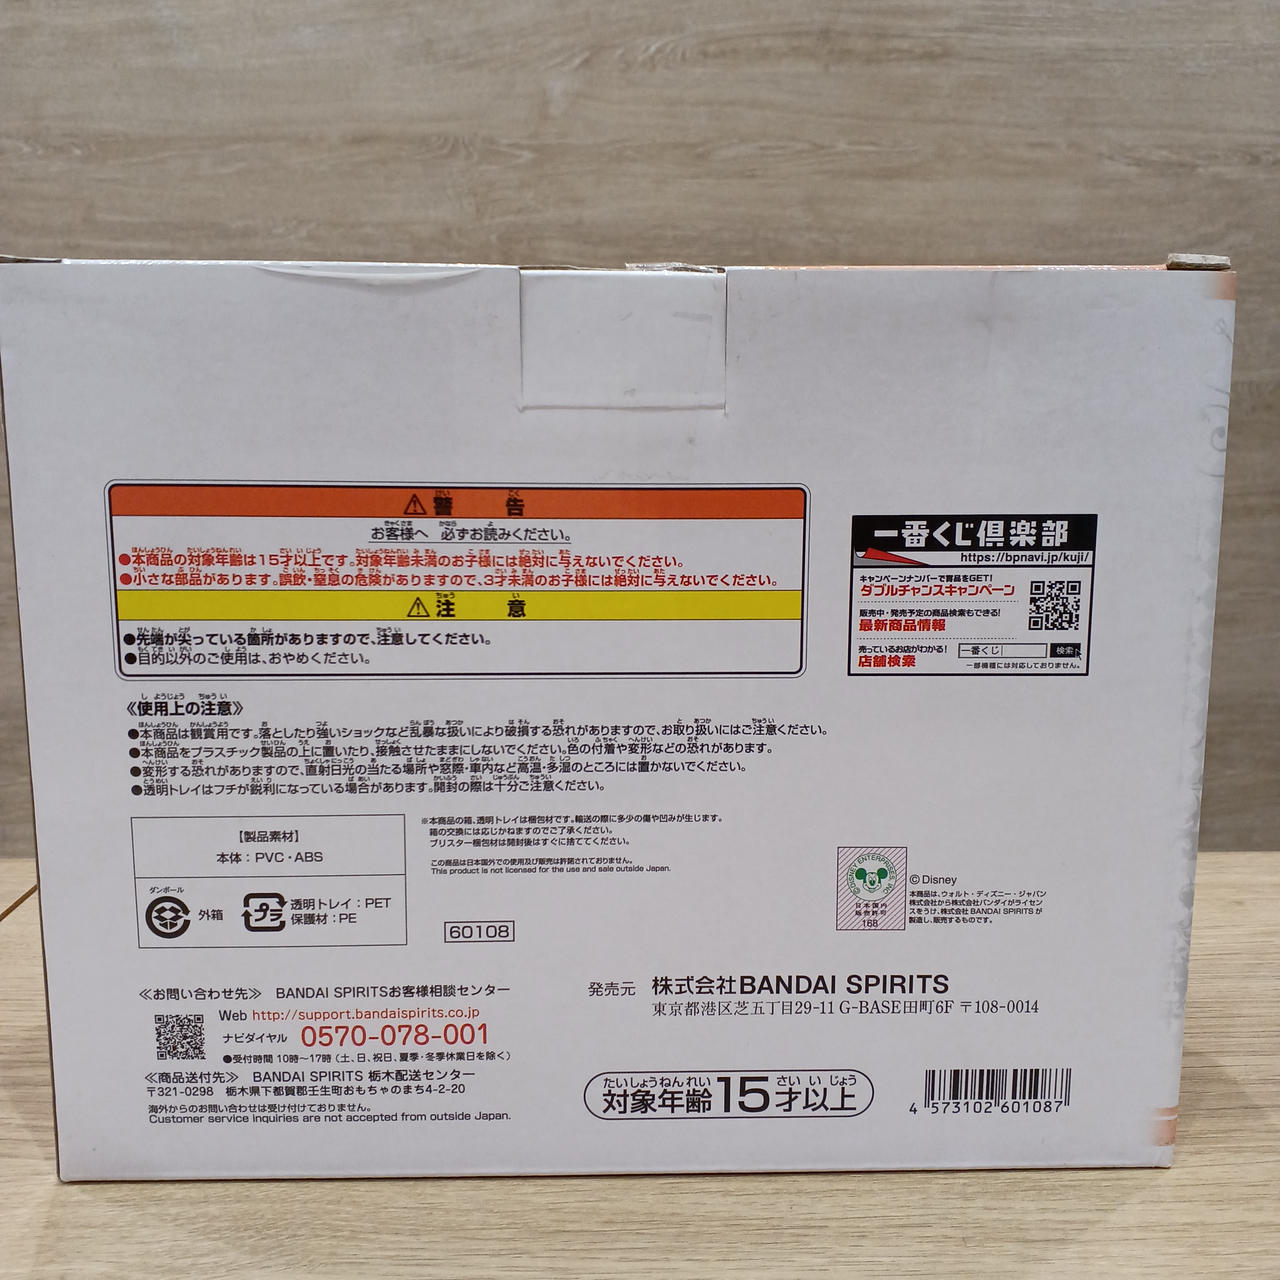 ⚠警告
お客様へ 必ずお読みください。
●本商品の対象年齢は15才以上です。対象年齢未満のお子様には絶対に与えないでください。
●小さな部品があります。誤飲・窒息の危険がありますので、3才未満のお子様には絶対に与えないでください。
⚠注意
●先端が尖っている箇所がありますので、注意してください。
●目的以外のご使用は、おやめください。
一番くじ倶楽部
https://bpnavi.jp/kuji/
キャンペーンナンバーで賞品をGET!
ダブルチャンスキャンペーン
販売中・発売予定の商品検索もできる!
最新商品情報
売っているお店がわかる!
店舗検索
一番くじ 検索
一部機種には対応しておりません。
《使用上の注意》
●本商品は観賞用です。落としたり強いショックなど乱暴な扱いにより破損する恐れがありますので、お取り扱いにはご注意ください。
●本商品をプラスチック製品の上に置いたり、接触させたままにしないでください。色の付着や変形などの恐れがあります。
●変形する恐れがありますので、直射日光の当たる場所や窓際・車内など高温・多湿のところには置かないでください。
●透明トレイはフチが鋭利になっている場合があります。開封の際は十分ご注意ください。
【製品素材】
本体：PVC・ABS
ダンボール
外箱
プラ
透明トレイ：PET
保護材：PE
※本商品の箱、透明トレイは梱包材です。輸送の際に多少の傷や凹みが生じます。
箱の交換には応じかねますのでご了承ください。
ブリスター梱包材は開封後はすぐに捨ててください。
この商品は日本国外での使用及び販売は許諾されておりません。
This product is not licensed for the use and sale outside Japan.
60108
©DISNEY ENTERPRISES INC
日本国内
販売許可
168
©Disney
本商品は、ウォルト・ディズニー・ジャパン
株式会社から株式会社バンダイがライセン
スをうけ、株式会社 BANDAI SPIRITS が
製造し、販売するものです。
≪お問い合わせ先≫ BANDAI SPIRITSお客様相談センター
Web http://support.bandaispirits.co.jp
ナビダイヤル 0570-078-001
●受付時間 10時～17時（土、日、祝日、夏季・冬季休業日を除く）
≪商品送付先≫ BANDAI SPIRITS 栃木配送センター
〒321-0298 栃木県下都賀郡壬生町おもちゃのまち4-2-20
海外からのお問い合わせは受け付けておりません。
Customer service inquiries are not accepted from outside Japan.
発売元 株式会社BANDAI SPIRITS
東京都港区芝五丁目29-11 G-BASE田町6F 〒108-0014
対象年齢15才以上
4 573102 601087